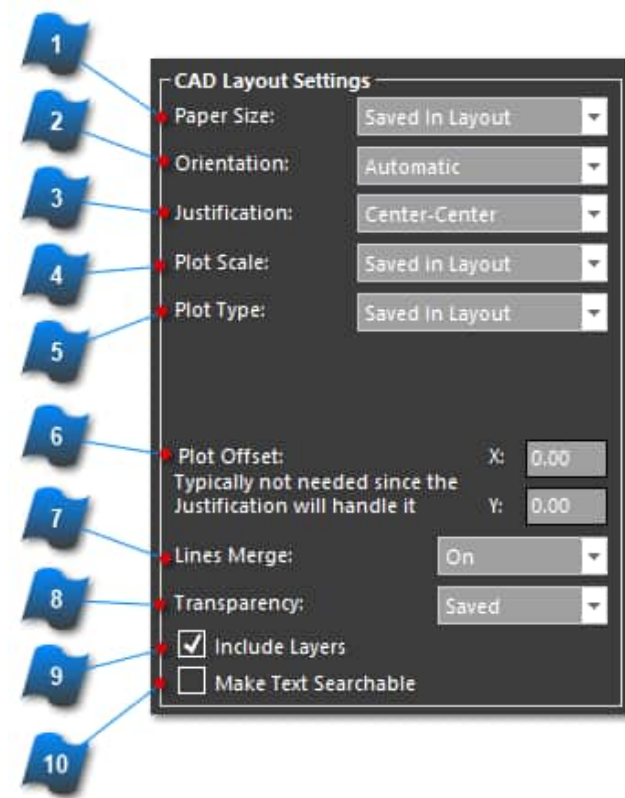 CAD Layout Settings
1
Paper Size: Saved In Layout
2
Orientation: Automatic
3
Justification: Center-Center
4
Plot Scale: Saved in Layout
5
Plot Type: Saved In Layout
6
Plot Offset: X: 0.00
Typically not needed since the
Justification will handle it Y: 0.00
7
Lines Merge: On
8
Transparency: Saved
9
Include Layers
10
Make Text Searchable